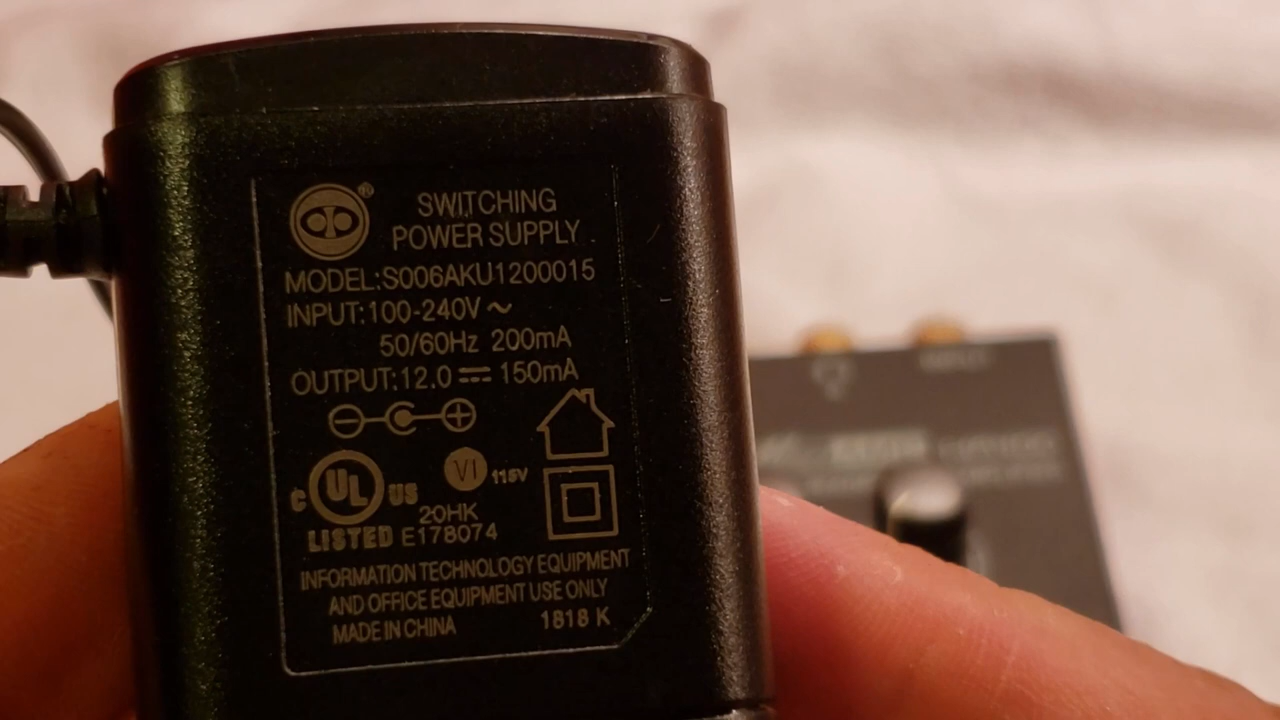 SWITCHING
POWER SUPPLY
MODEL:S006AKU1200015
INPUT:100-240V ~
50/60Hz 200mA
OUTPUT:12.0 ⎓ 150mA
VI 115V
c UL US
20HK
LISTED E178074
INFORMATION TECHNOLOGY EQUIPMENT
AND OFFICE EQUIPMENT USE ONLY
MADE IN CHINA 1818 K